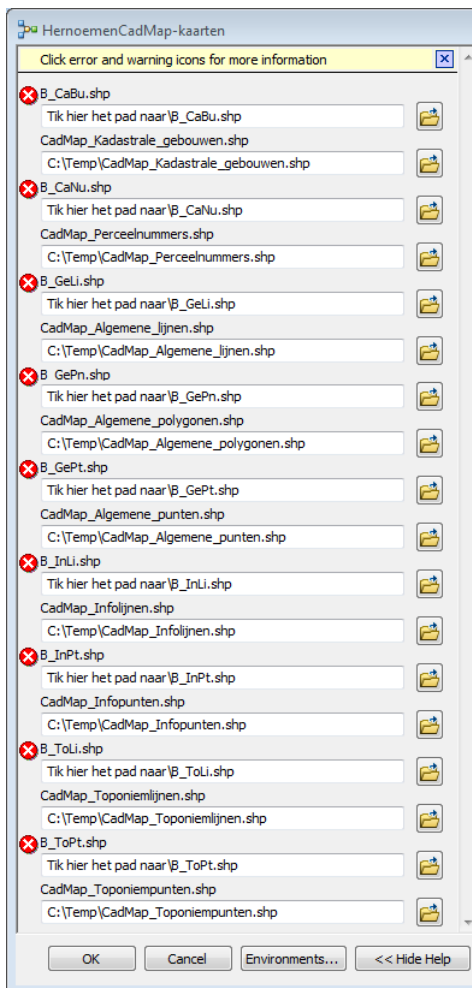 HernoemenCadMap-kaarten
Click error and warning icons for more information
B_CaBu.shp
Tik hier het pad naar\B_CaBu.shp
CadMap_Kadastrale_gebouwen.shp
C:\Temp\CadMap_Kadastrale_gebouwen.shp
B_CaNu.shp
Tik hier het pad naar\B_CaNu.shp
CadMap_Perceelnummers.shp
C:\Temp\CadMap_Perceelnummers.shp
B_GeLi.shp
Tik hier het pad naar\B_GeLi.shp
CadMap_Algemene_lijnen.shp
C:\Temp\CadMap_Algemene_lijnen.shp
B_GePn.shp
Tik hier het pad naar\B_GePn.shp
CadMap_Algemene_polygonen.shp
C:\Temp\CadMap_Algemene_polygonen.shp
B_GePt.shp
Tik hier het pad naar\B_GePt.shp
CadMap_Algemene_punten.shp
C:\Temp\CadMap_Algemene_punten.shp
B_InLi.shp
Tik hier het pad naar\B_InLi.shp
CadMap_Infolijnen.shp
C:\Temp\CadMap_Infolijnen.shp
B_InPt.shp
Tik hier het pad naar\B_InPt.shp
CadMap_Infopunten.shp
C:\Temp\CadMap_Infopunten.shp
B_ToLi.shp
Tik hier het pad naar\B_ToLi.shp
CadMap_Toponiemlijnen.shp
C:\Temp\CadMap_Toponiemlijnen.shp
B_ToPt.shp
Tik hier het pad naar\B_ToPt.shp
CadMap_Toponiempunten.shp
C:\Temp\CadMap_Toponiempunten.shp
OK Cancel Environments... << Hide Help